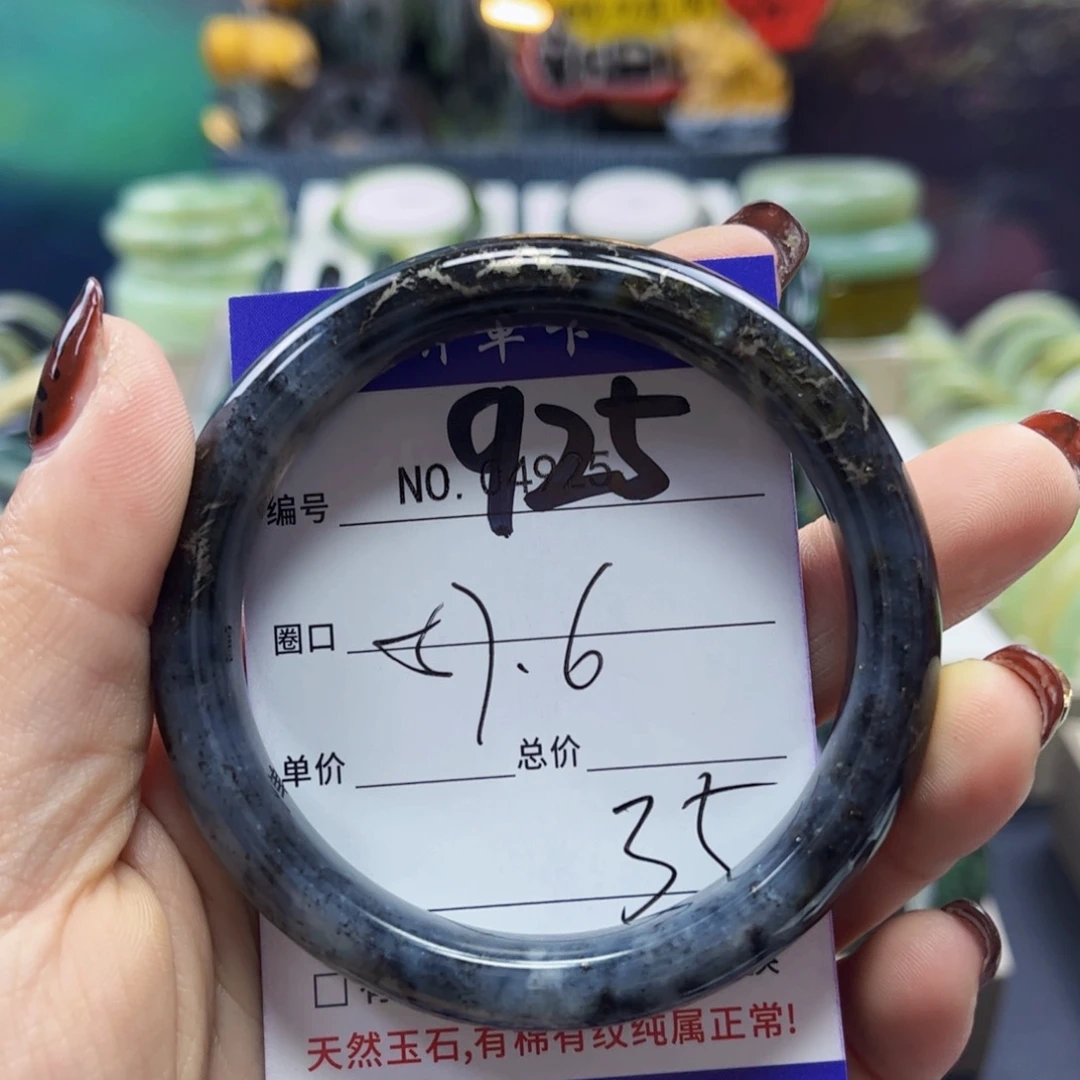 925
编号 NO. 04925
圈口 57.6
单价 总价
35
天然玉石,有棉有纹纯属正常!